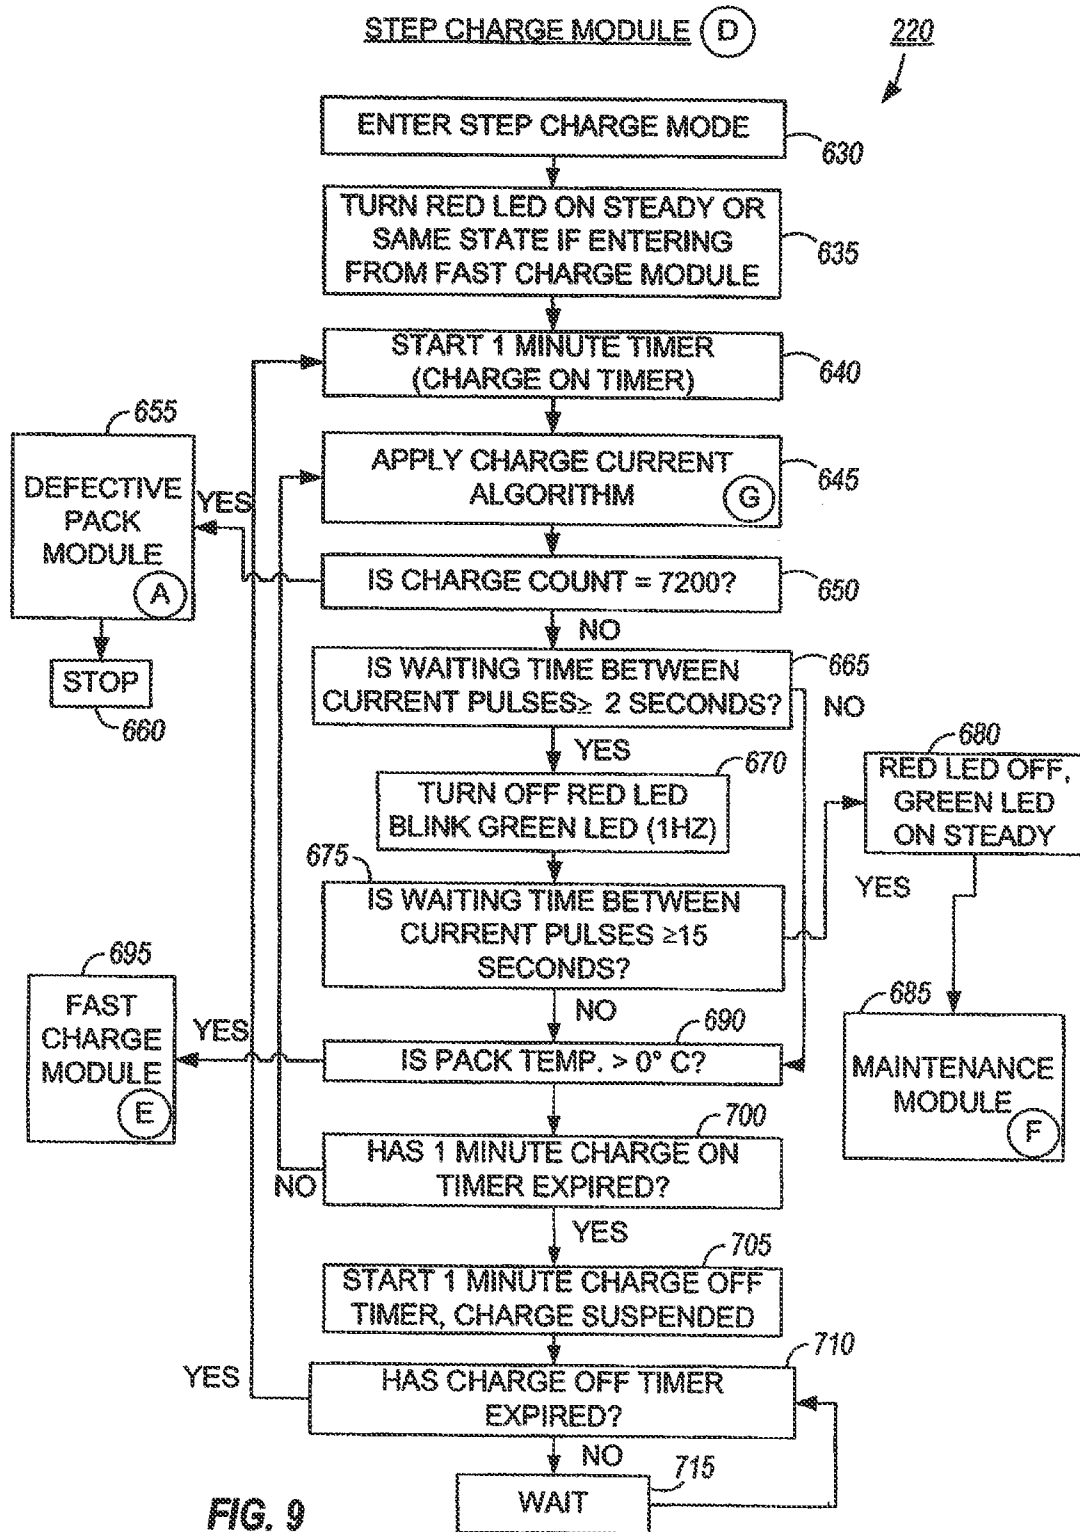 STEP CHARGE MODULE D
220
ENTER STEP CHARGE MODE
630
TURN RED LED ON STEADY OR
SAME STATE IF ENTERING
FROM FAST CHARGE MODULE
635
START 1 MINUTE TIMER
(CHARGE ON TIMER)
640
655
DEFECTIVE
PACK
MODULE
A
YES
APPLY CHARGE CURRENT
ALGORITHM
G
645
IS CHARGE COUNT = 7200?
650
NO
STOP
660
IS WAITING TIME BETWEEN
CURRENT PULSES≥ 2 SECONDS?
665
NO
YES
670
TURN OFF RED LED
BLINK GREEN LED (1HZ)
680
RED LED OFF,
GREEN LED
ON STEADY
YES
675
IS WAITING TIME BETWEEN
CURRENT PULSES ≥15
SECONDS?
NO
695
FAST
CHARGE
MODULE
E
YES
690
IS PACK TEMP. > 0° C?
685
MAINTENANCE
MODULE
F
700
HAS 1 MINUTE CHARGE ON
TIMER EXPIRED?
NO
YES
705
START 1 MINUTE CHARGE OFF
TIMER, CHARGE SUSPENDED
710
HAS CHARGE OFF TIMER
EXPIRED?
YES
NO
715
WAIT
FIG. 9